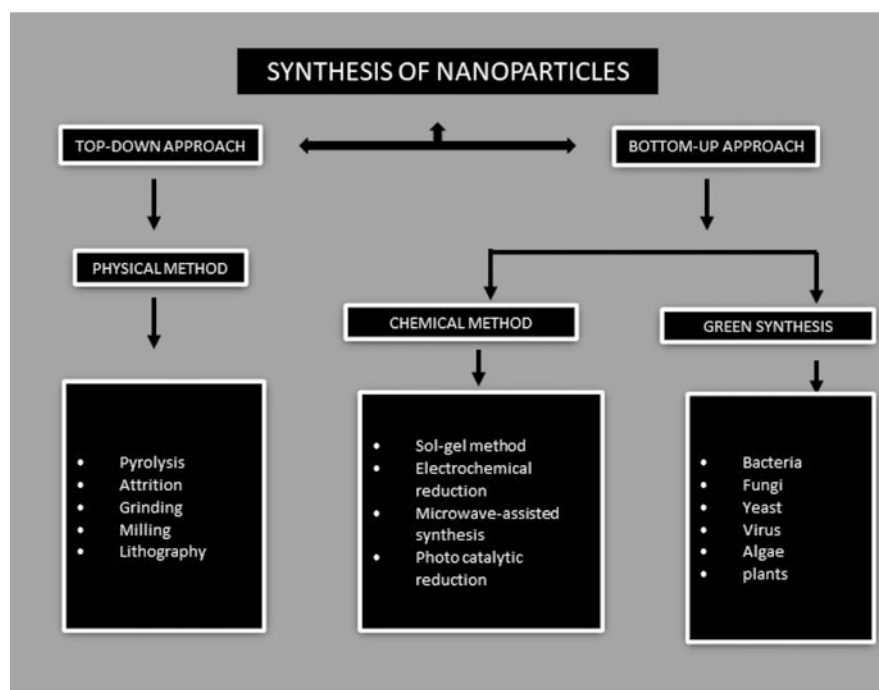 SYNTHESIS OF NANOPARTICLES
TOP-DOWN APPROACH
BOTTOM-UP APPROACH
PHYSICAL METHOD
CHEMICAL METHOD
GREEN SYNTHESIS
• Pyrolysis
• Attrition
• Grinding
• Milling
• Lithography
• Sol-gel method
• Electrochemical
reduction
• Microwave-assisted
synthesis
• Photo catalytic
reduction
• Bacteria
• Fungi
• Yeast
• Virus
• Algae
• plants